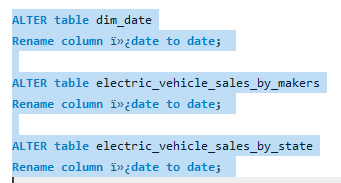 ALTER table dim_date
Rename column ï»¿date to date;
ALTER table electric_vehicle_sales_by_makers
Rename column ï»¿date to date;
ALTER table electric_vehicle_sales_by_state
Rename column ï»¿date to date;